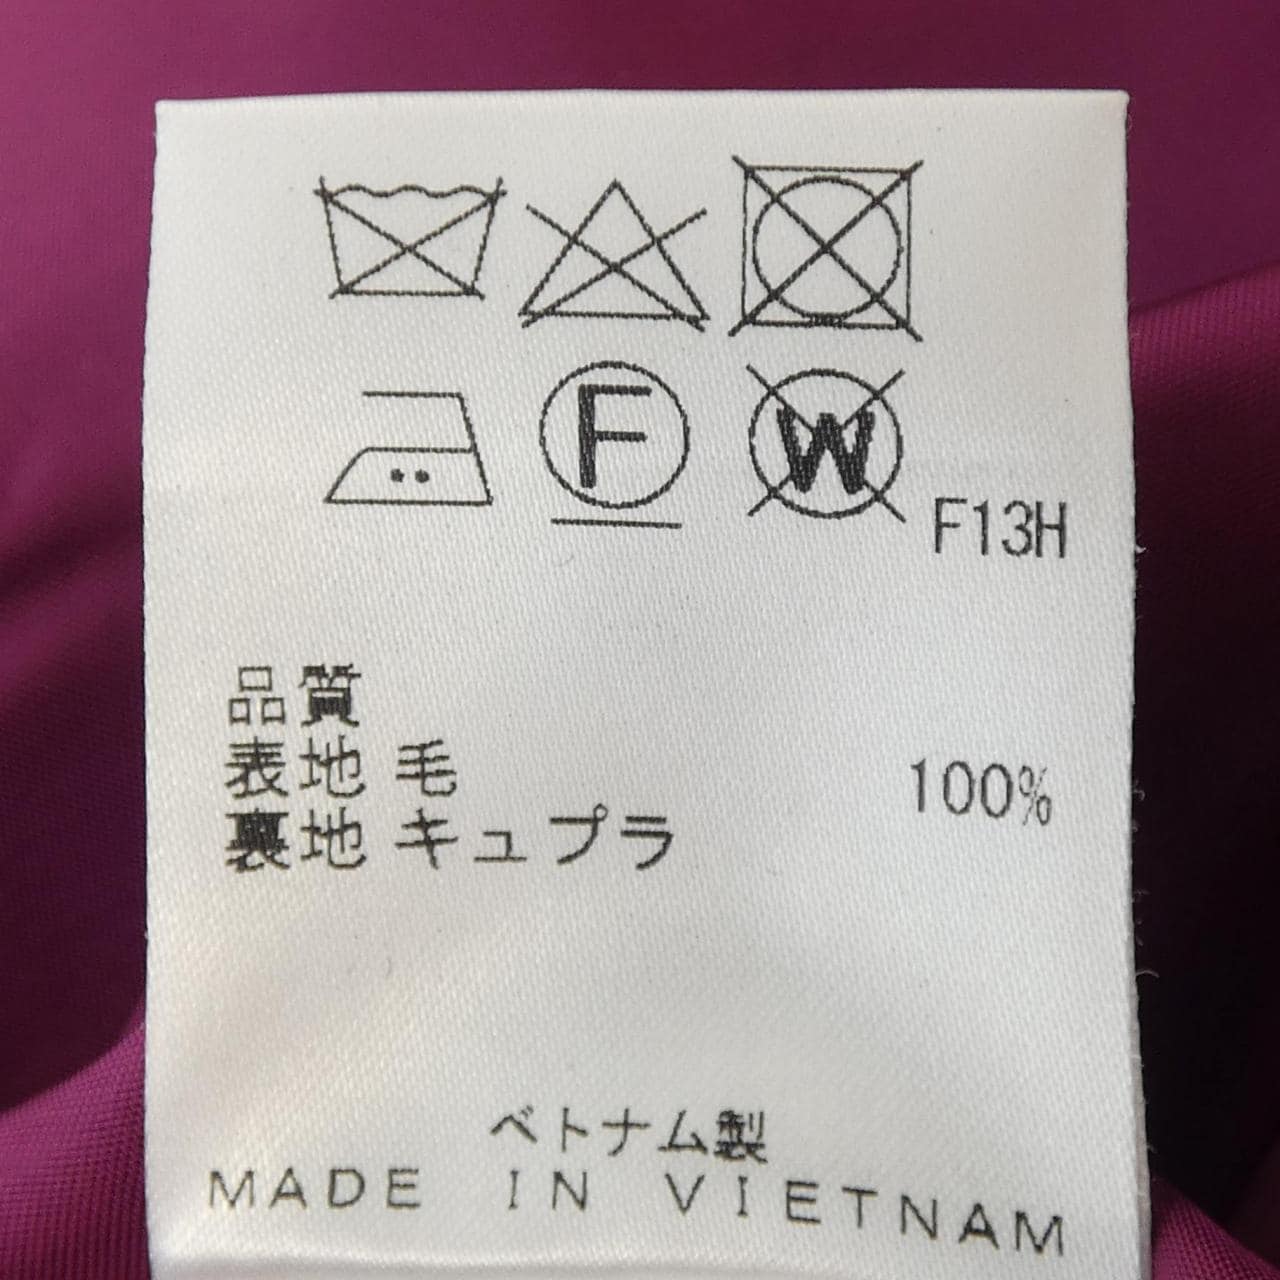 F W
F13H
品質
表地 毛 100%
裏地 キュプラ
ベトナム製
MADE IN VIETNAM